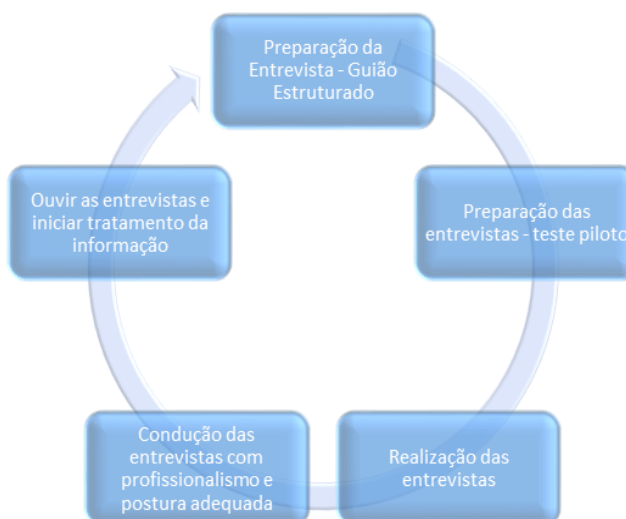 Preparação da
Entrevista - Guião
Estruturado
Preparação das
entrevistas - teste piloto
Realização das
entrevistas
Condução das
entrevistas com
profissionalismo e
postura adequada
Ouvir as entrevistas e
iniciar tratamento da
informação